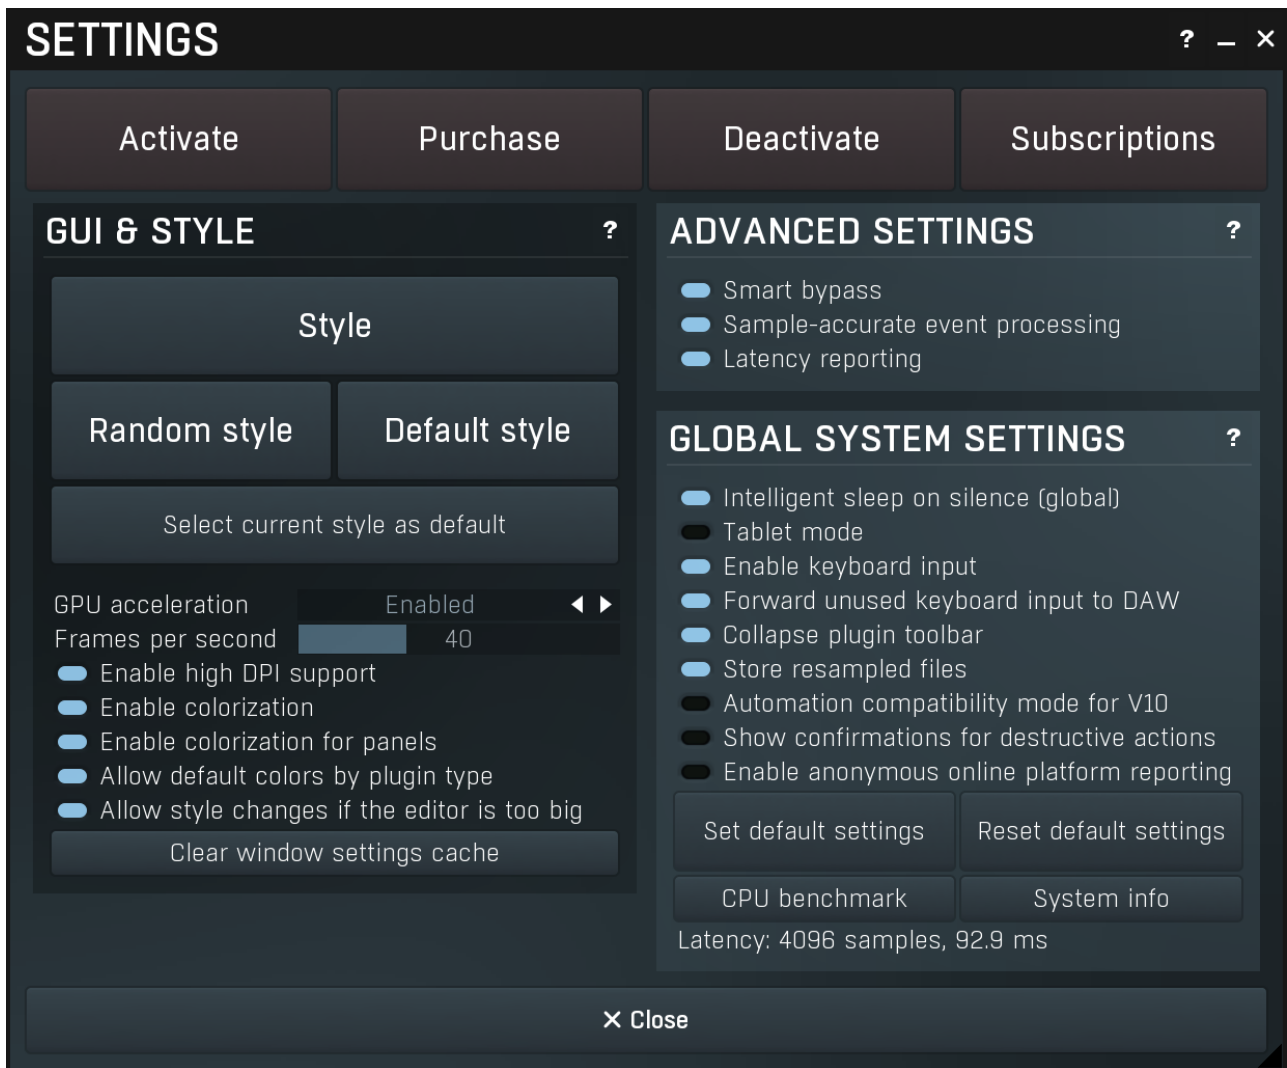 SETTINGS ? _ ✕
Activate Purchase Deactivate Subscriptions
GUI & STYLE ?
Style
Random style Default style
Select current style as default
GPU acceleration Enabled
Frames per second 40
Enable high DPI support
Enable colorization
Enable colorization for panels
Allow default colors by plugin type
Allow style changes if the editor is too big
Clear window settings cache
ADVANCED SETTINGS ?
Smart bypass
Sample-accurate event processing
Latency reporting
GLOBAL SYSTEM SETTINGS ?
Intelligent sleep on silence (global)
Tablet mode
Enable keyboard input
Forward unused keyboard input to DAW
Collapse plugin toolbar
Store resampled files
Automation compatibility mode for V10
Show confirmations for destructive actions
Enable anonymous online platform reporting
Set default settings Reset default settings
CPU benchmark System info
Latency: 4096 samples, 92.9 ms
✕ Close